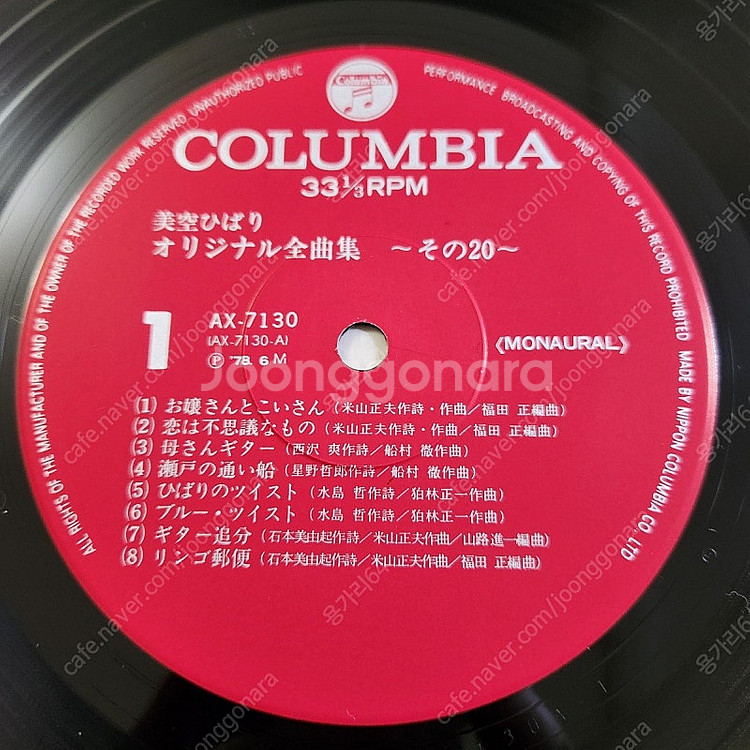 Columbia
COLUMBIA
33⅓RPM
ALL RIGHTS OF THE MANUFACTURER AND OF THE OWNER OF THE RECORDED WORK RESERVED UNAUTHORIZED PUBLIC PERFORMANCE BROADCASTING AND COPYING OF THIS RECORD PROHIBITED MADE BY NIPPON COLUMBIA CO. LTD
美空ひばり
オリジナル全曲集 〜その20〜
1
AX-7130
(AX-7130-A)
Ⓟ '78. 6 M
《MONAURAL》
Joonggonara
(1) お嬢さんとこいさん (米山正夫作詩・作曲/福田 正編曲)
(2) 恋は不思議なもの (米山正夫作詩・作曲/福田 正編曲)
(3) 母さんギター (西沢 爽作詩/船村 徹作曲)
(4) 瀬戸の通い船 (星野哲郎作詩/船村 徹作曲)
(5) ひばりのツイスト (水島 哲作詩/狛林正一作曲)
(6) ブルー・ツイスト (水島 哲作詩/狛林正一作曲)
(7) ギター追分 (石本美由起作詩/米山正夫作曲/山路進一編曲)
(8) リンゴ郵便 (石本美由起作詩/米山正夫作曲/福田 正編曲)
cafe.naver.com/joonggonara
용가리64